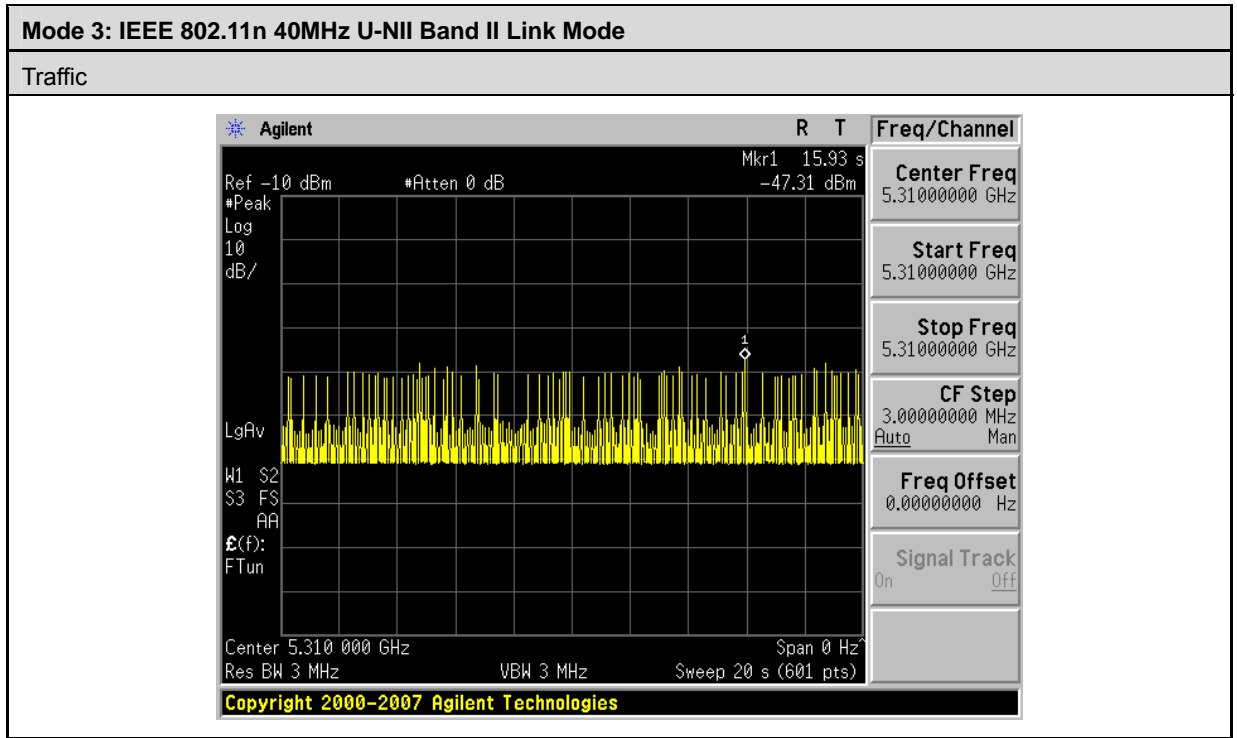 Mode 3: IEEE 802.11n 40MHz U-NII Band II Link Mode
Traffic
Agilent R T Freq/Channel
Mkr1 15.93 s
Ref -10 dBm #Atten 0 dB -47.31 dBm
#Peak
Log
10
dB/
1
LgAv
W1 S2
S3 FS
AA
£(f):
FTun
Center 5.310 000 GHz Span 0 Hz^
Res BW 3 MHz VBW 3 MHz Sweep 20 s (601 pts)
Copyright 2000-2007 Agilent Technologies
Center Freq
5.31000000 GHz
Start Freq
5.31000000 GHz
Stop Freq
5.31000000 GHz
CF Step
3.00000000 MHz
Auto Man
Freq Offset
0.00000000 Hz
Signal Track
On Off